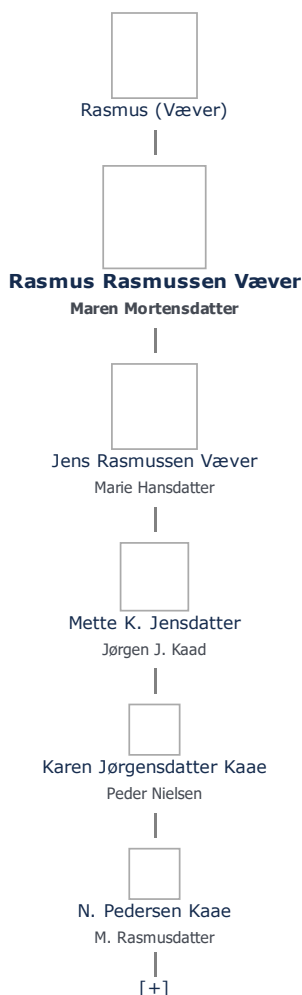 Rasmus (Væver)
Rasmus Rasmussen Væver
Maren Mortensdatter
Jens Rasmussen Væver
Marie Hansdatter
Mette K. Jensdatter
Jørgen J. Kaad
Karen Jørgensdatter Kaae
Peder Nielsen
N. Pedersen Kaae
M. Rasmusdatter
[+]